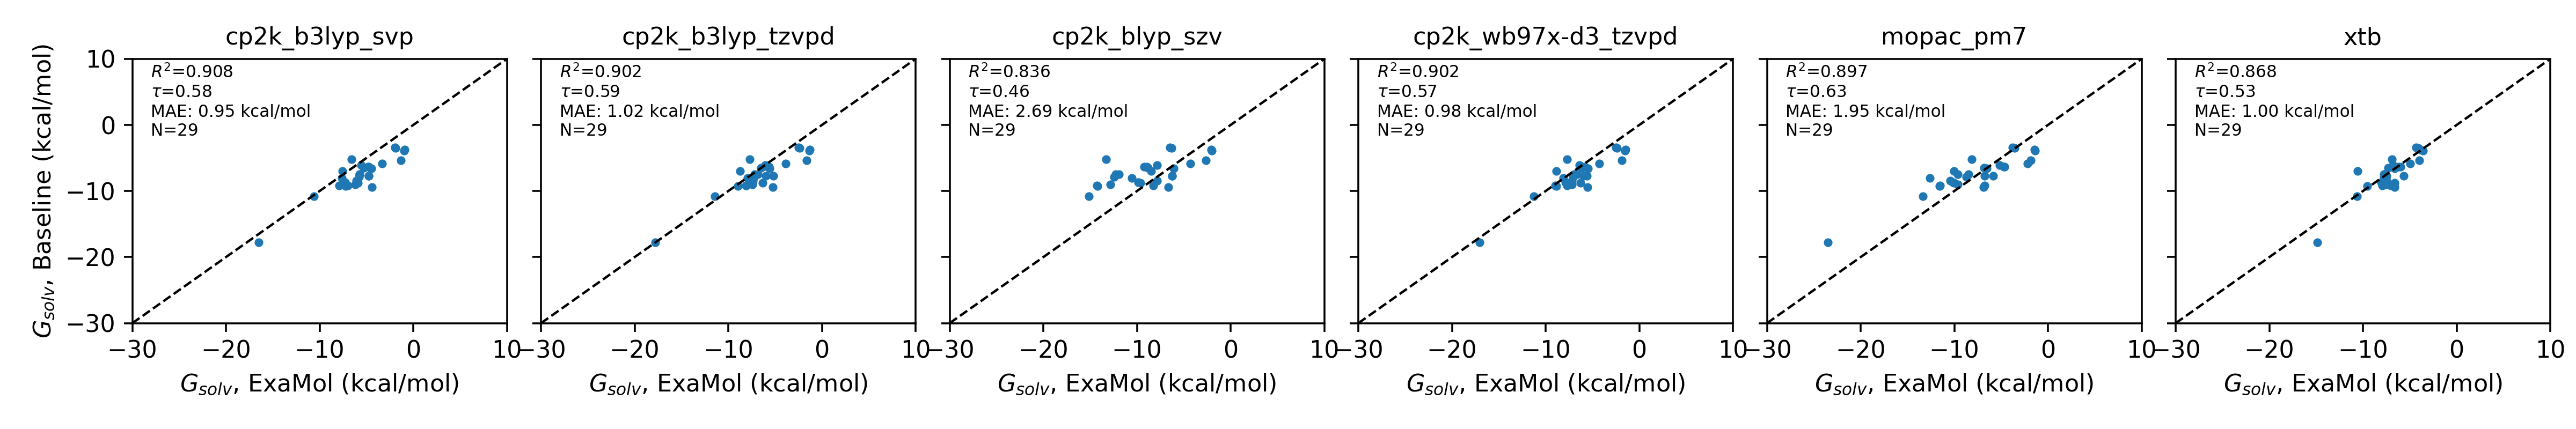 cp2k_b3lyp_svp
cp2k_b3lyp_tzvpd
cp2k_blyp_szv
cp2k_wb97x-d3_tzvpd
mopac_pm7
xtb
G_solv, Baseline (kcal/mol)
10
0
−10
−20
−30
R²=0.908
τ=0.58
MAE: 0.95 kcal/mol
N=29
−30 −20 −10 0 10
G_solv, ExaMol (kcal/mol)
R²=0.902
τ=0.59
MAE: 1.02 kcal/mol
N=29
−30 −20 −10 0 10
G_solv, ExaMol (kcal/mol)
R²=0.836
τ=0.46
MAE: 2.69 kcal/mol
N=29
−30 −20 −10 0 10
G_solv, ExaMol (kcal/mol)
R²=0.902
τ=0.57
MAE: 0.98 kcal/mol
N=29
−30 −20 −10 0 10
G_solv, ExaMol (kcal/mol)
R²=0.897
τ=0.63
MAE: 1.95 kcal/mol
N=29
−30 −20 −10 0 10
G_solv, ExaMol (kcal/mol)
R²=0.868
τ=0.53
MAE: 1.00 kcal/mol
N=29
−30 −20 −10 0 10
G_solv, ExaMol (kcal/mol)